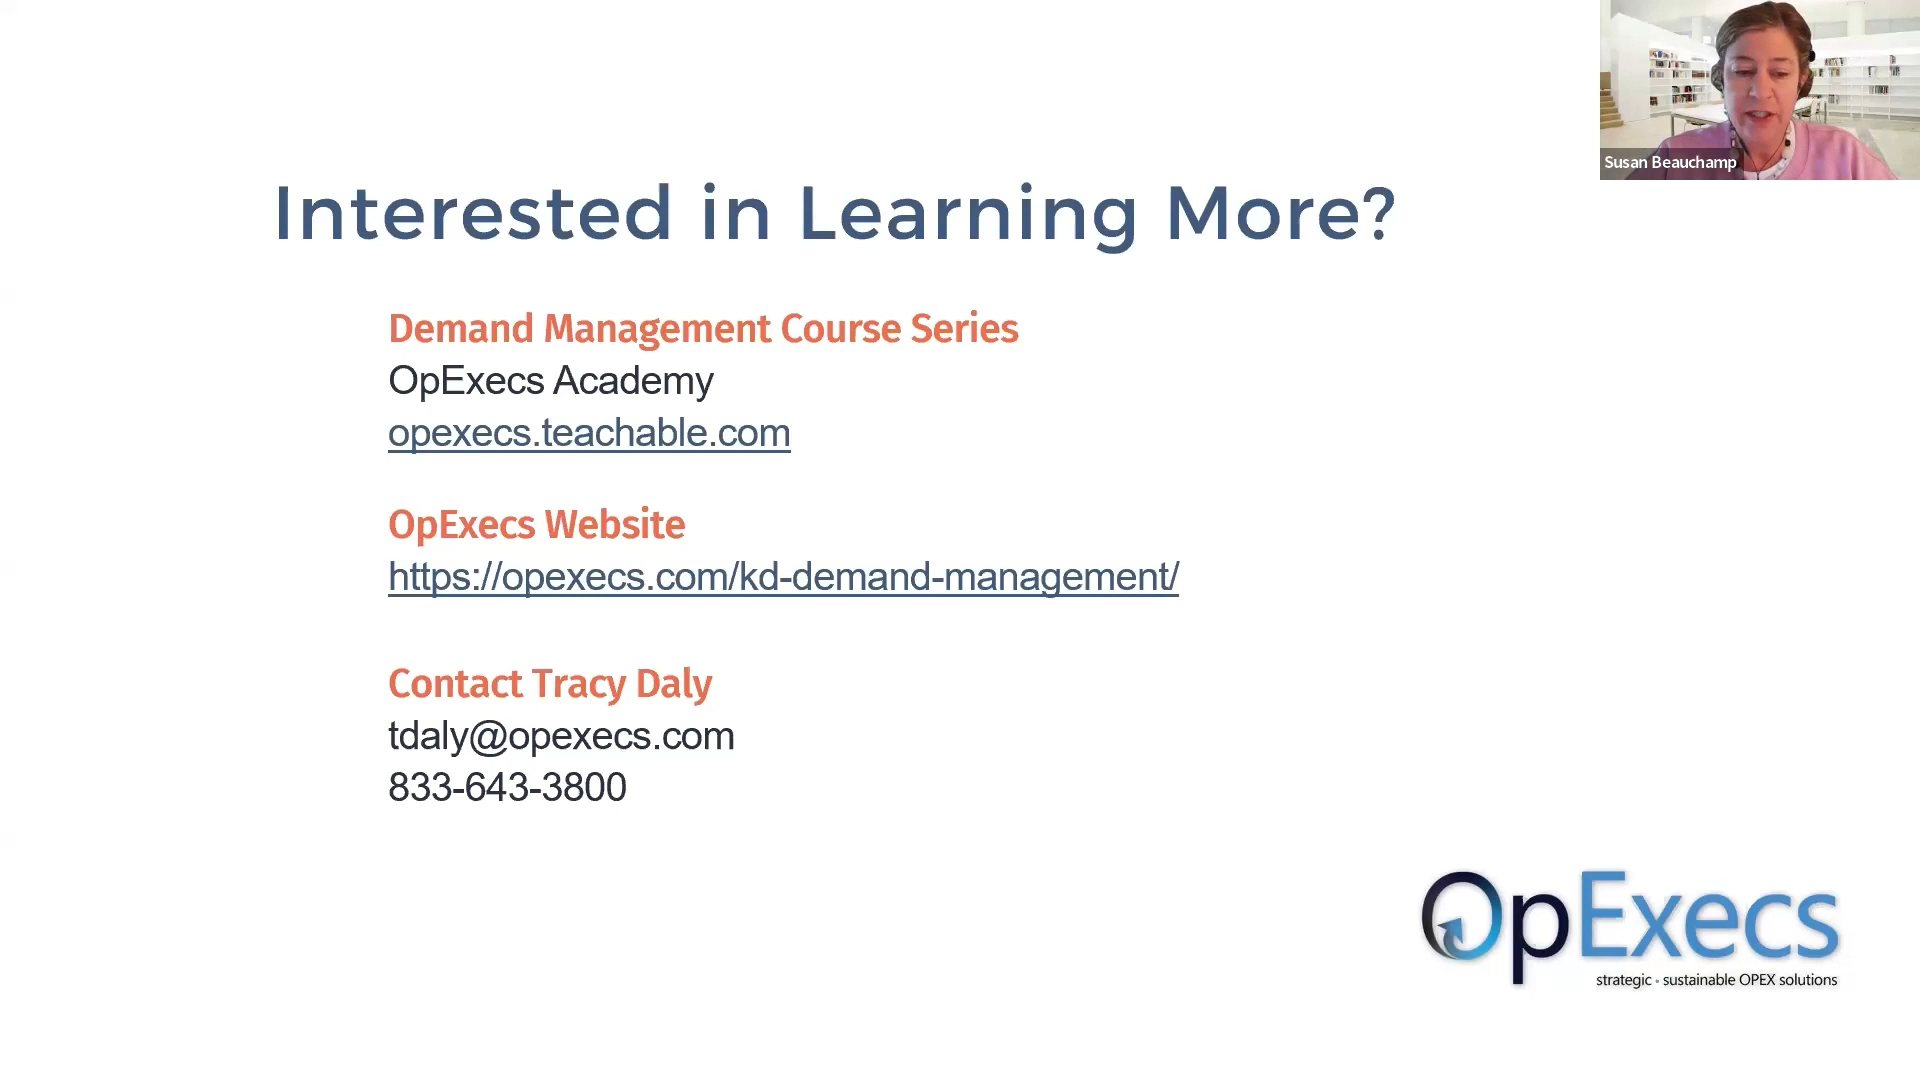 Susan Beauchamp
Interested in Learning More?
Demand Management Course Series
OpExecs Academy
opexecs.teachable.com
OpExecs Website
https://opexecs.com/kd-demand-management/
Contact Tracy Daly
tdaly@opexecs.com
833-643-3800
OpExecs
strategic • sustainable OPEX solutions